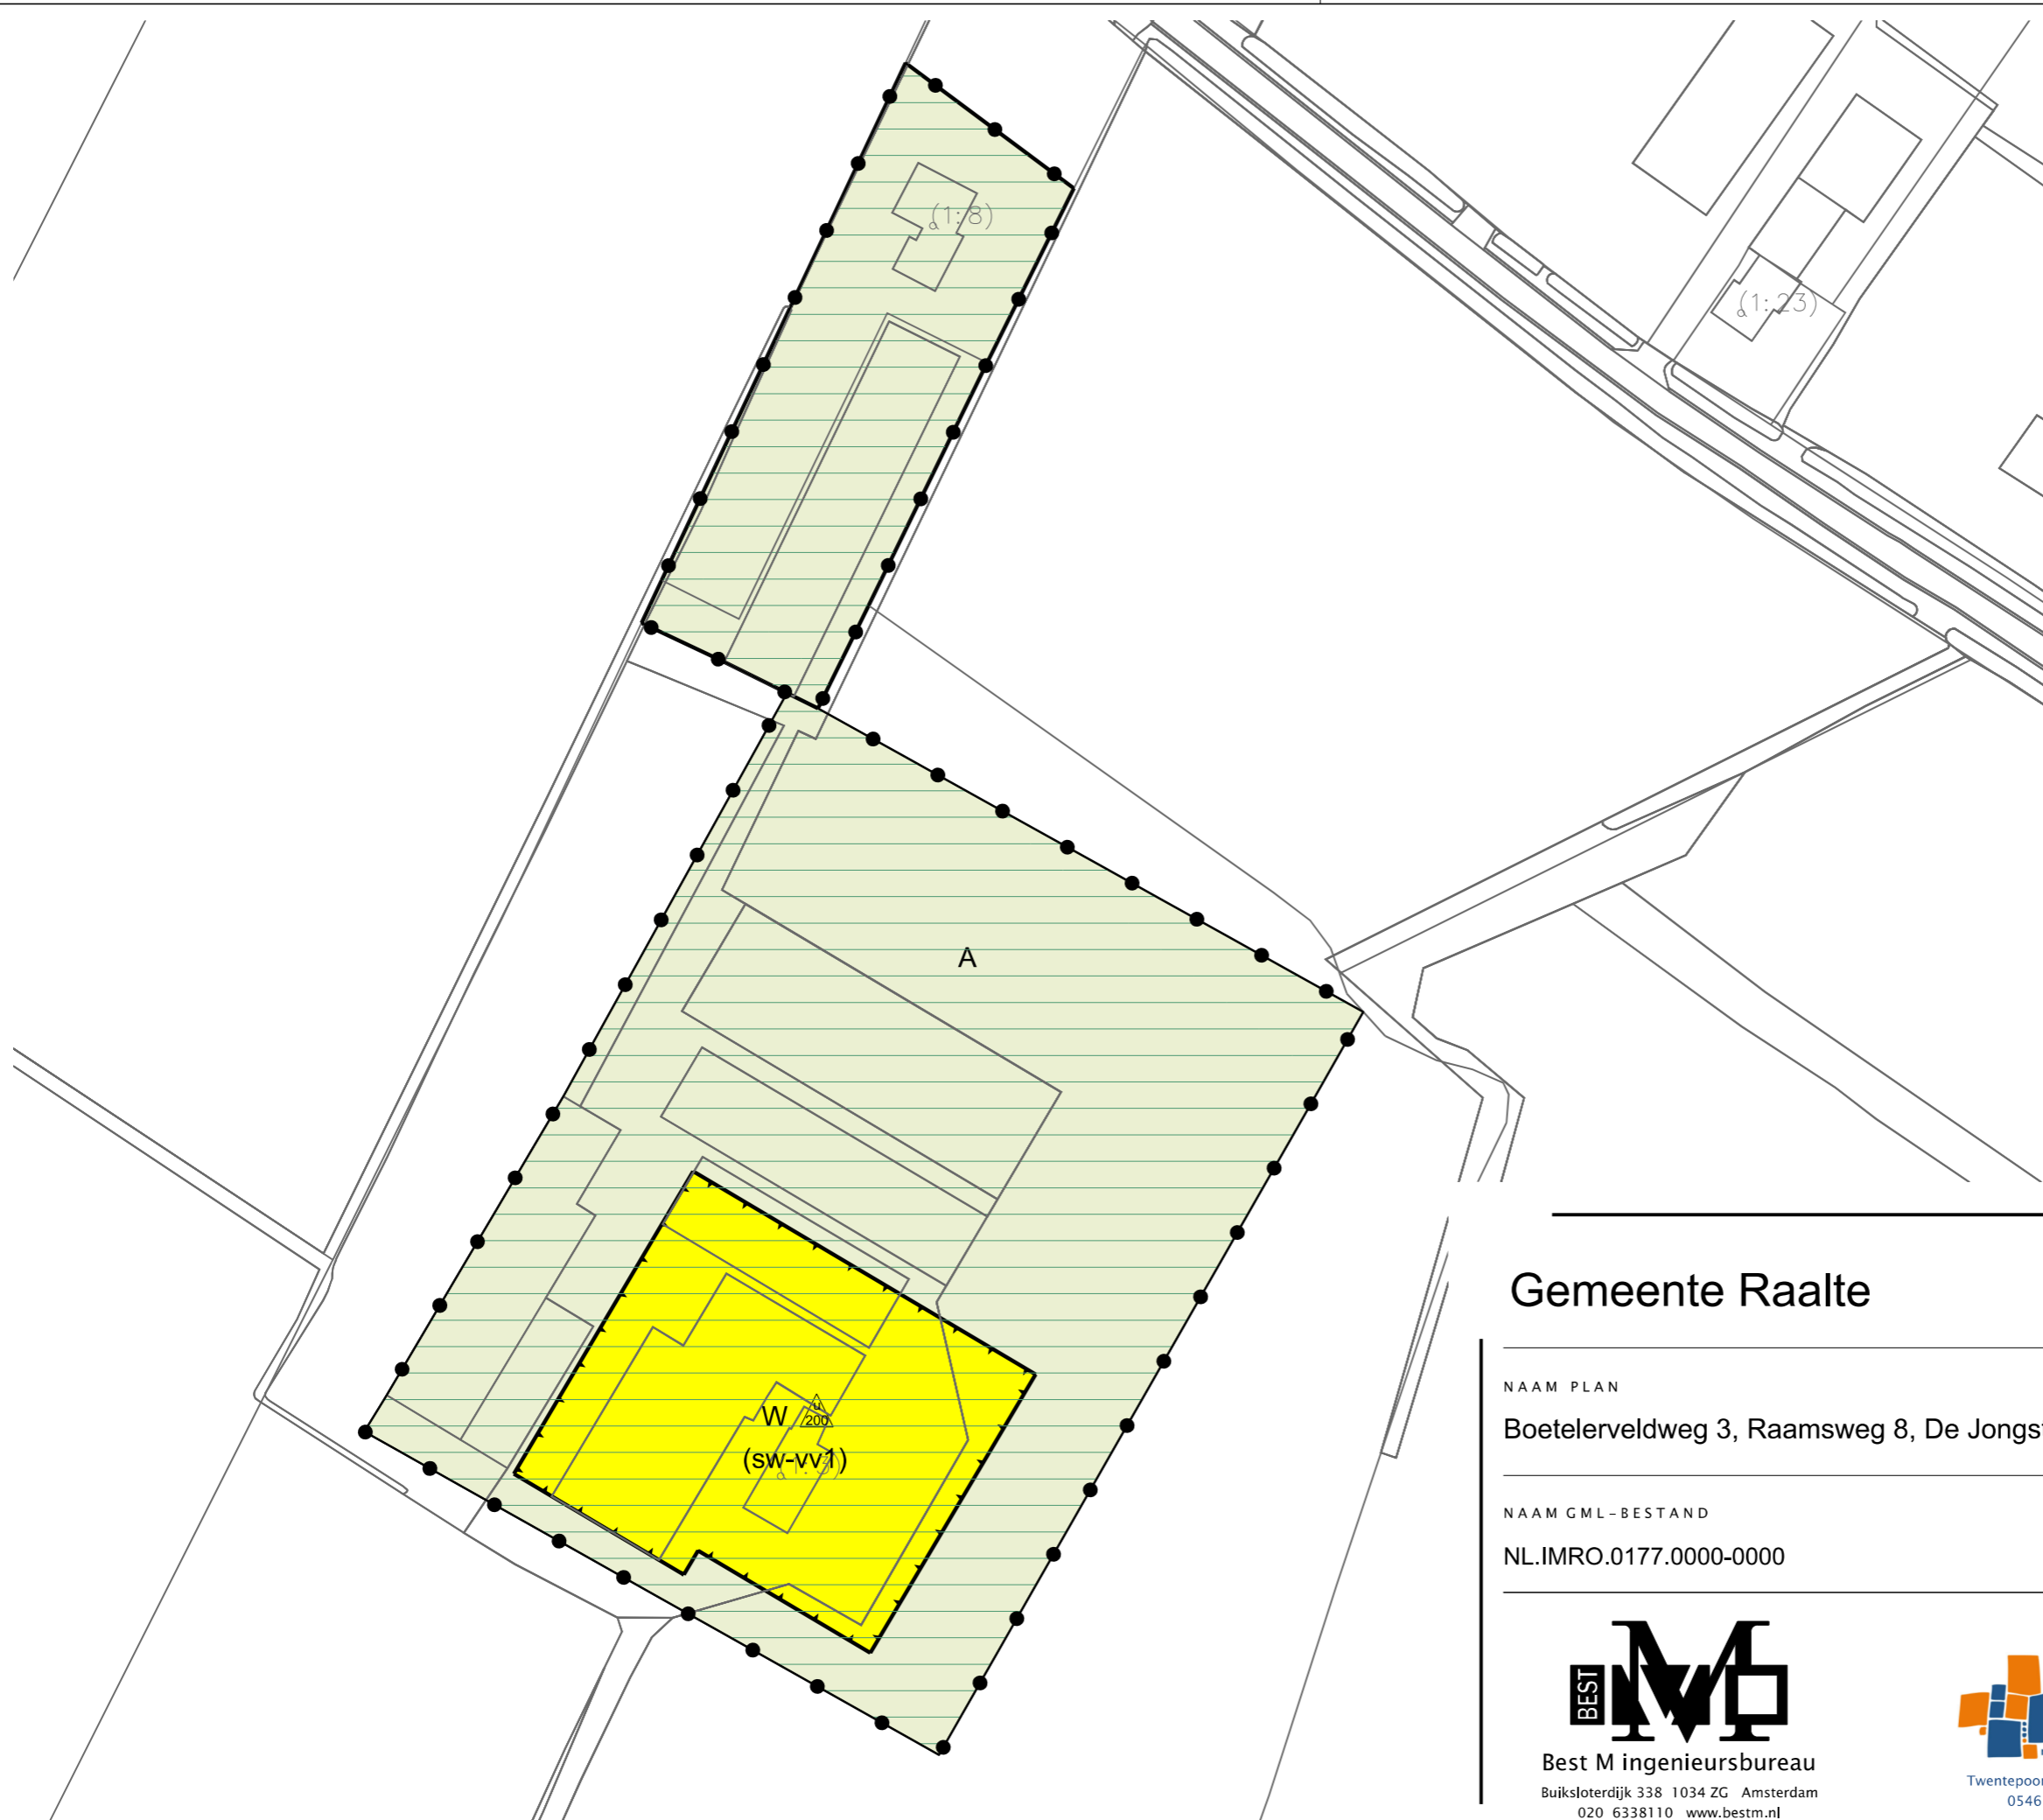 (1: 8)
(1: 23)
A
W
u
200
(sw-vv1)
Gemeente Raalte
NAAM PLAN
Boetelerveldweg 3, Raamsweg 8, De
NAAM GML-BESTAND
NL.IMRO.0177.0000-0000
BEST
M
Best M ingenieursbureau
Buiksloterdijk 338 1034 ZG Amsterdam
020 6338110 www.bestm.nl
0546